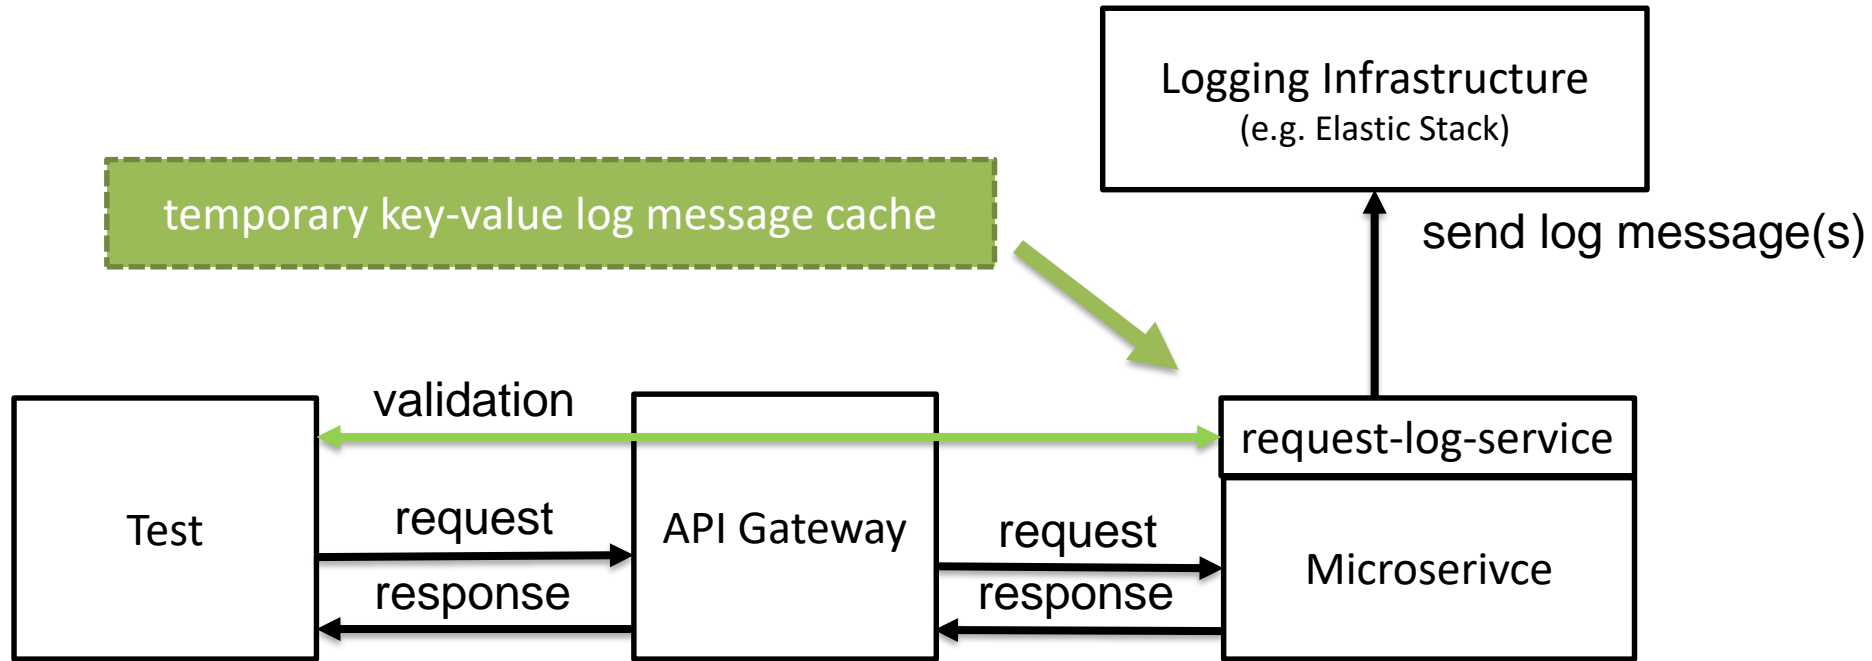 Logging Infrastructure
(e.g. Elastic Stack)
temporary key-value log message cache
send log message(s)
validation
request-log-service
Test
request
API Gateway
request
Microserivce
response
response